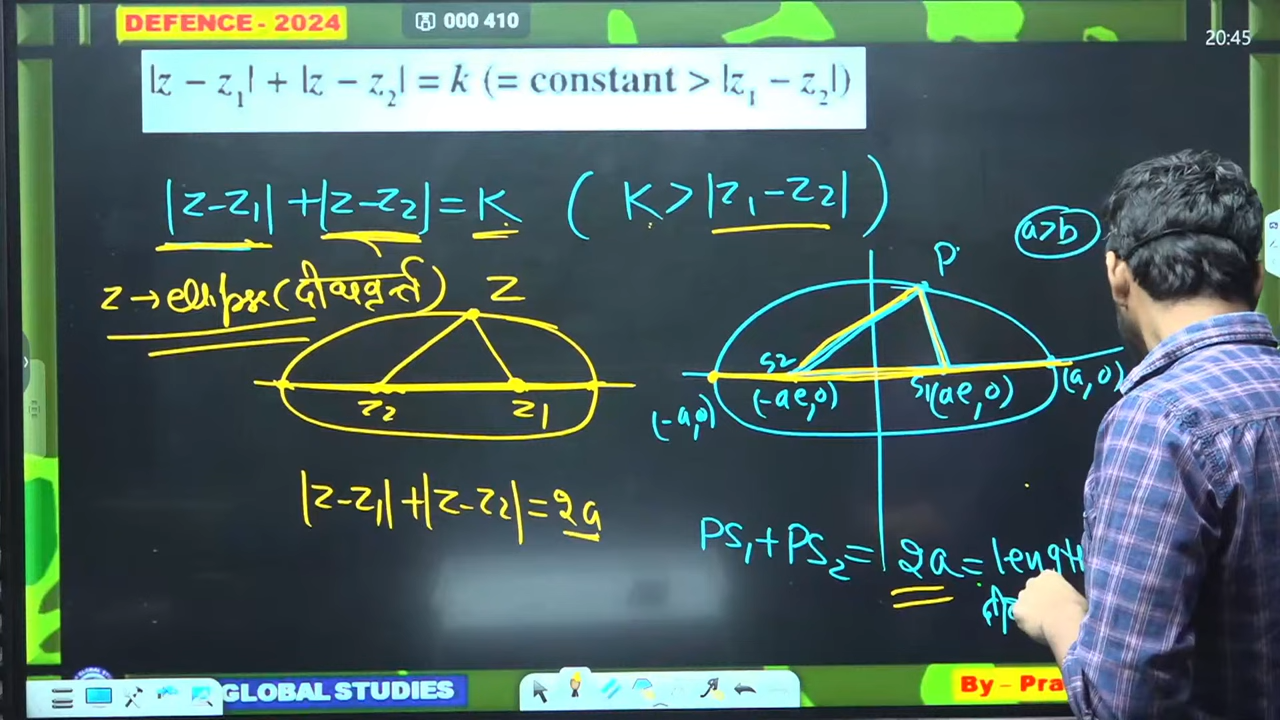 DEFENCE - 2024
000 410
20:45
|z − z₁| + |z − z₂| = k (= constant > |z₁ − z₂|)
|z-z₁| + |z-z₂| = K ( K > |z₁-z₂| )
a>b
z → ellipse (दीर्घवृत्त)
z
P
z₂ z₁
S₂ S₁
(-a,0) (-ae,0) (ae,0) (a,0)
|z-z₁| + |z-z₂| = 2a
PS₁ + PS₂ = 2a = length
GLOBAL STUDIES
By - Pra